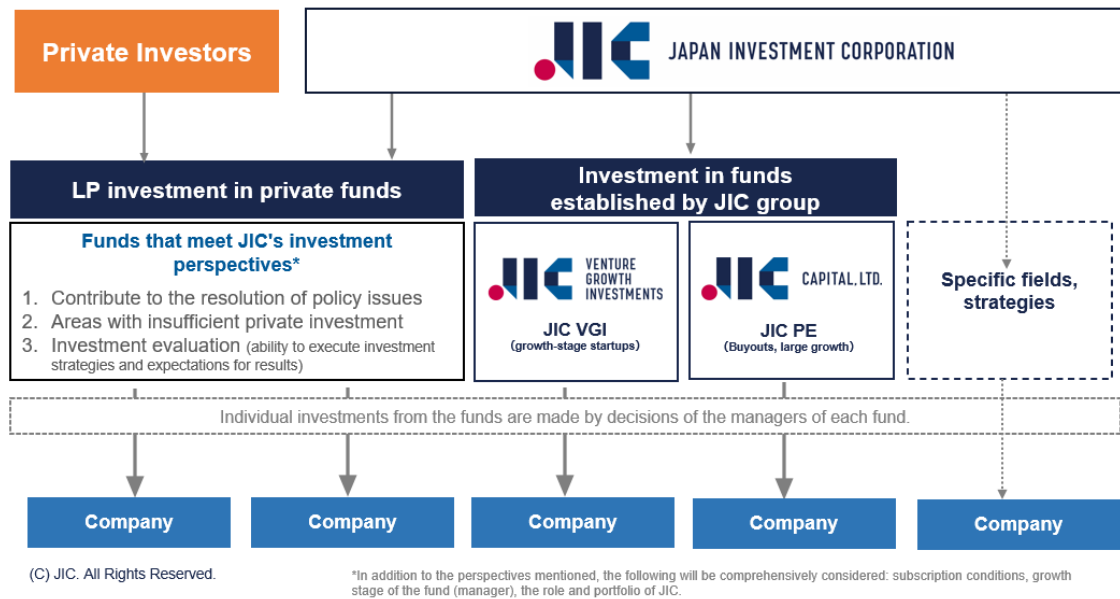 Private Investors
JIC JAPAN INVESTMENT CORPORATION
LP investment in private funds
Investment in funds
established by JIC group
Funds that meet JIC's investment
perspectives*
1. Contribute to the resolution of policy issues
2. Areas with insufficient private investment
3. Investment evaluation (ability to execute investment
strategies and expectations for results)
JIC VENTURE
GROWTH
INVESTMENTS
JIC VGI
(growth-stage startups)
JIC CAPITAL, LTD.
JIC PE
(Buyouts, large growth)
Specific fields,
strategies
Individual investments from the funds are made by decisions of the managers of each fund.
Company
Company
Company
Company
Company
(C) JIC. All Rights Reserved.
*In addition to the perspectives mentioned, the following will be comprehensively considered: subscription conditions, growth
stage of the fund (manager), the role and portfolio of JIC.